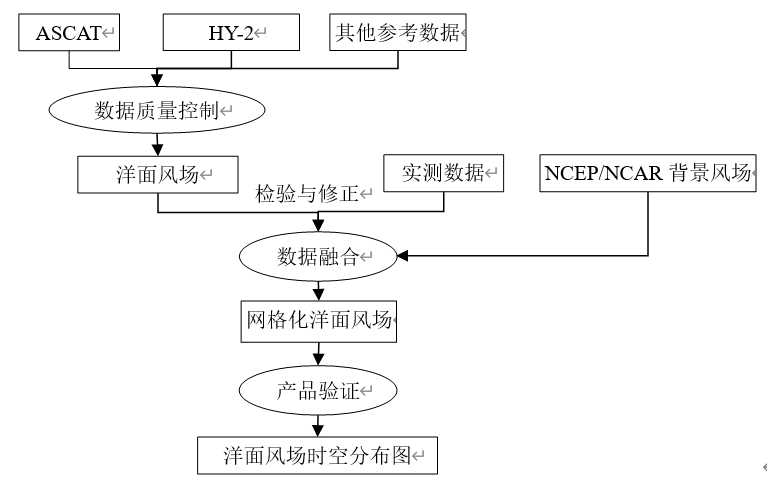 ASCAT
HY-2
其他参考数据
数据质量控制
洋面风场
实测数据
NCEP/NCAR 背景风场
检验与修正
数据融合
网格化洋面风场
产品验证
洋面风场时空分布图